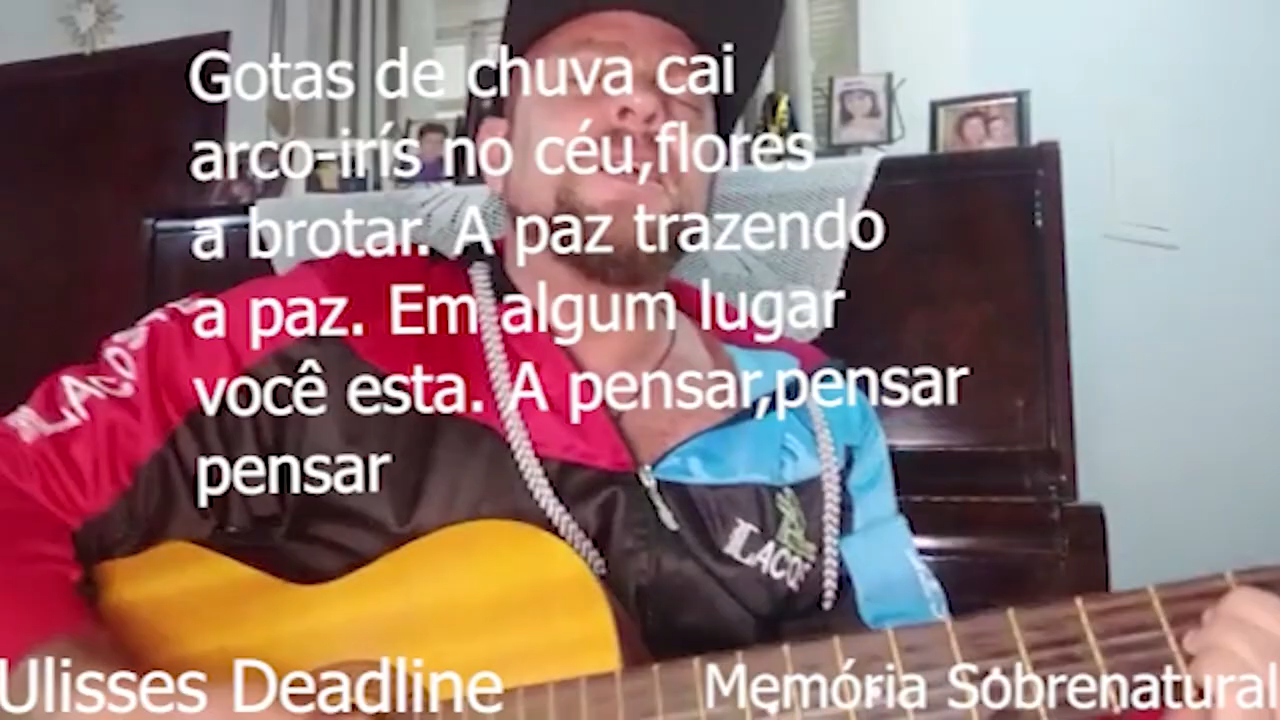 Gotas de chuva cai
arco-irís no céu,flores
a brotar. A paz trazendo
a paz. Em algum lugar
você esta. A pensar,pensar
pensar
Ulisses Deadline
Memória Sobrenatural